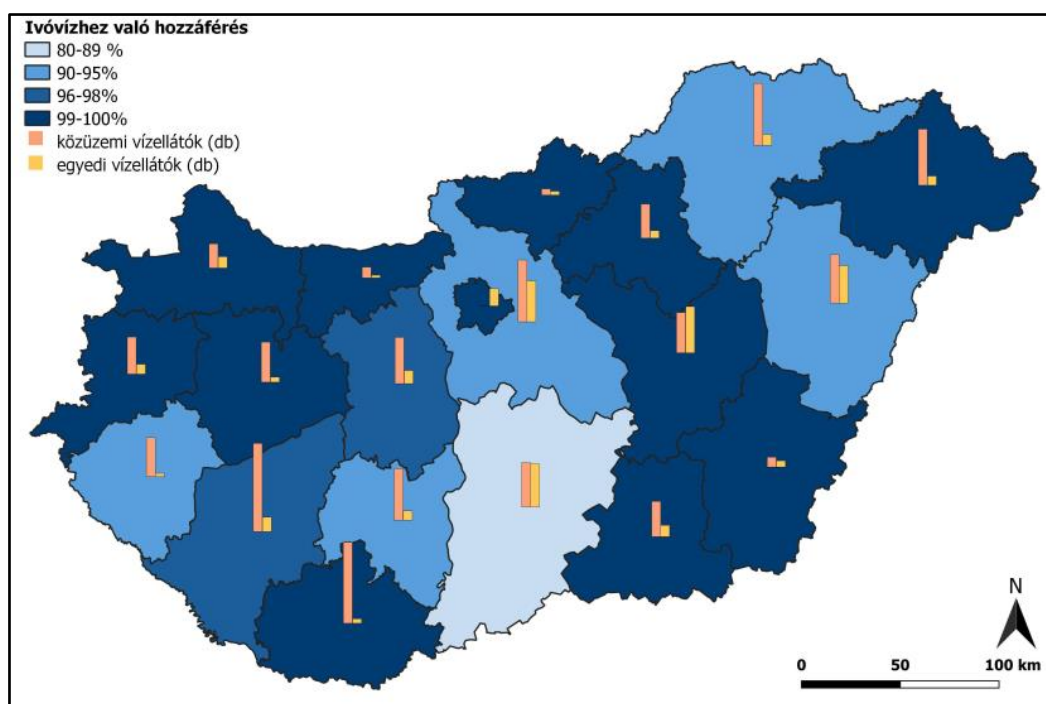 Ivóvízhez való hozzáférés
80-89 %
90-95%
96-98%
99-100%
közüzemi vízellátók (db)
egyedi vízellátók (db)
N
0 50 100 km